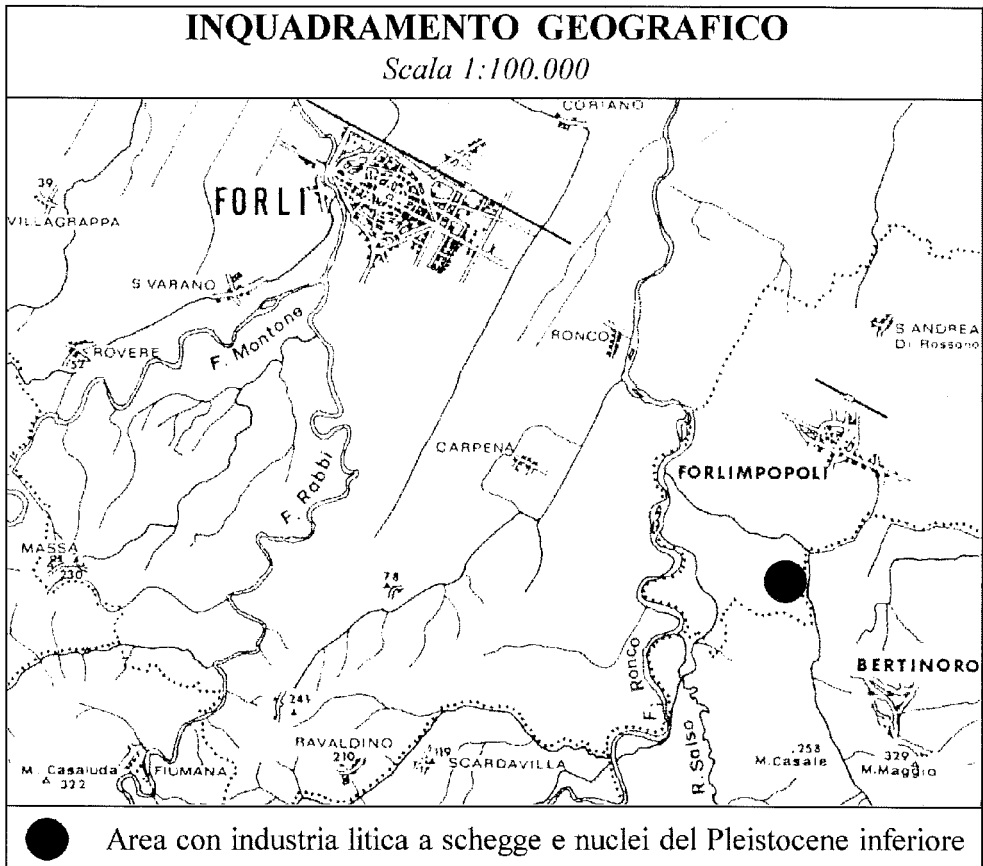 INQUADRAMENTO GEOGRAFICO
Scala 1:100.000
CORIANO
39
VILLAGRAPPA
FORLI
S.VARANO
F. Montone
RONCO
S. ANDREA
Di Rossano
ROVERE
52
CARPENA
FORLIMPOPOLI
F. Rabbi
MASSA
230
78
BERTINORO
F. Ronco
R. Salso
241
RAVALDINO
210
119
SCARDAVILLA
M. Casaluda
322
FIUMANA
258
M.Casale
329
M.Maggio
Area con industria litica a schegge e nuclei del Pleistocene inferiore